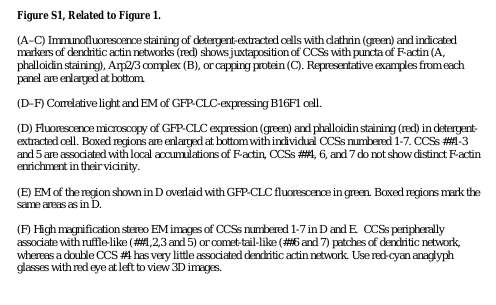 Figure S1, Related to Figure 1.
(A–C) Immunofluorescence staining of detergent-extracted cells with clathrin (green) and indicated
markers of dendritic actin networks (red) shows juxtaposition of CCSs with puncta of F-actin (A,
phalloidin staining), Arp2/3 complex (B), or capping protein (C). Representative examples from each
panel are enlarged at bottom.
(D–F) Correlative light and EM of GFP-CLC-expressing B16F1 cell.
(D) Fluorescence microscopy of GFP-CLC expression (green) and phalloidin staining (red) in detergent-
extracted cell. Boxed regions are enlarged at bottom with individual CCSs numbered 1-7. CCSs ##1-3
and 5 are associated with local accumulations of F-actin, CCSs ##4, 6, and 7 do not show distinct F-actin
enrichment in their vicinity.
(E) EM of the region shown in D overlaid with GFP-CLC fluorescence in green. Boxed regions mark the
same areas as in D.
(F) High magnification stereo EM images of CCSs numbered 1-7 in D and E. CCSs peripherally
associate with ruffle-like (##1,2,3 and 5) or comet-tail-like (##6 and 7) patches of dendritic network,
whereas a double CCS #4 has very little associated dendritic actin network. Use red-cyan anaglyph
glasses with red eye at left to view 3D images.